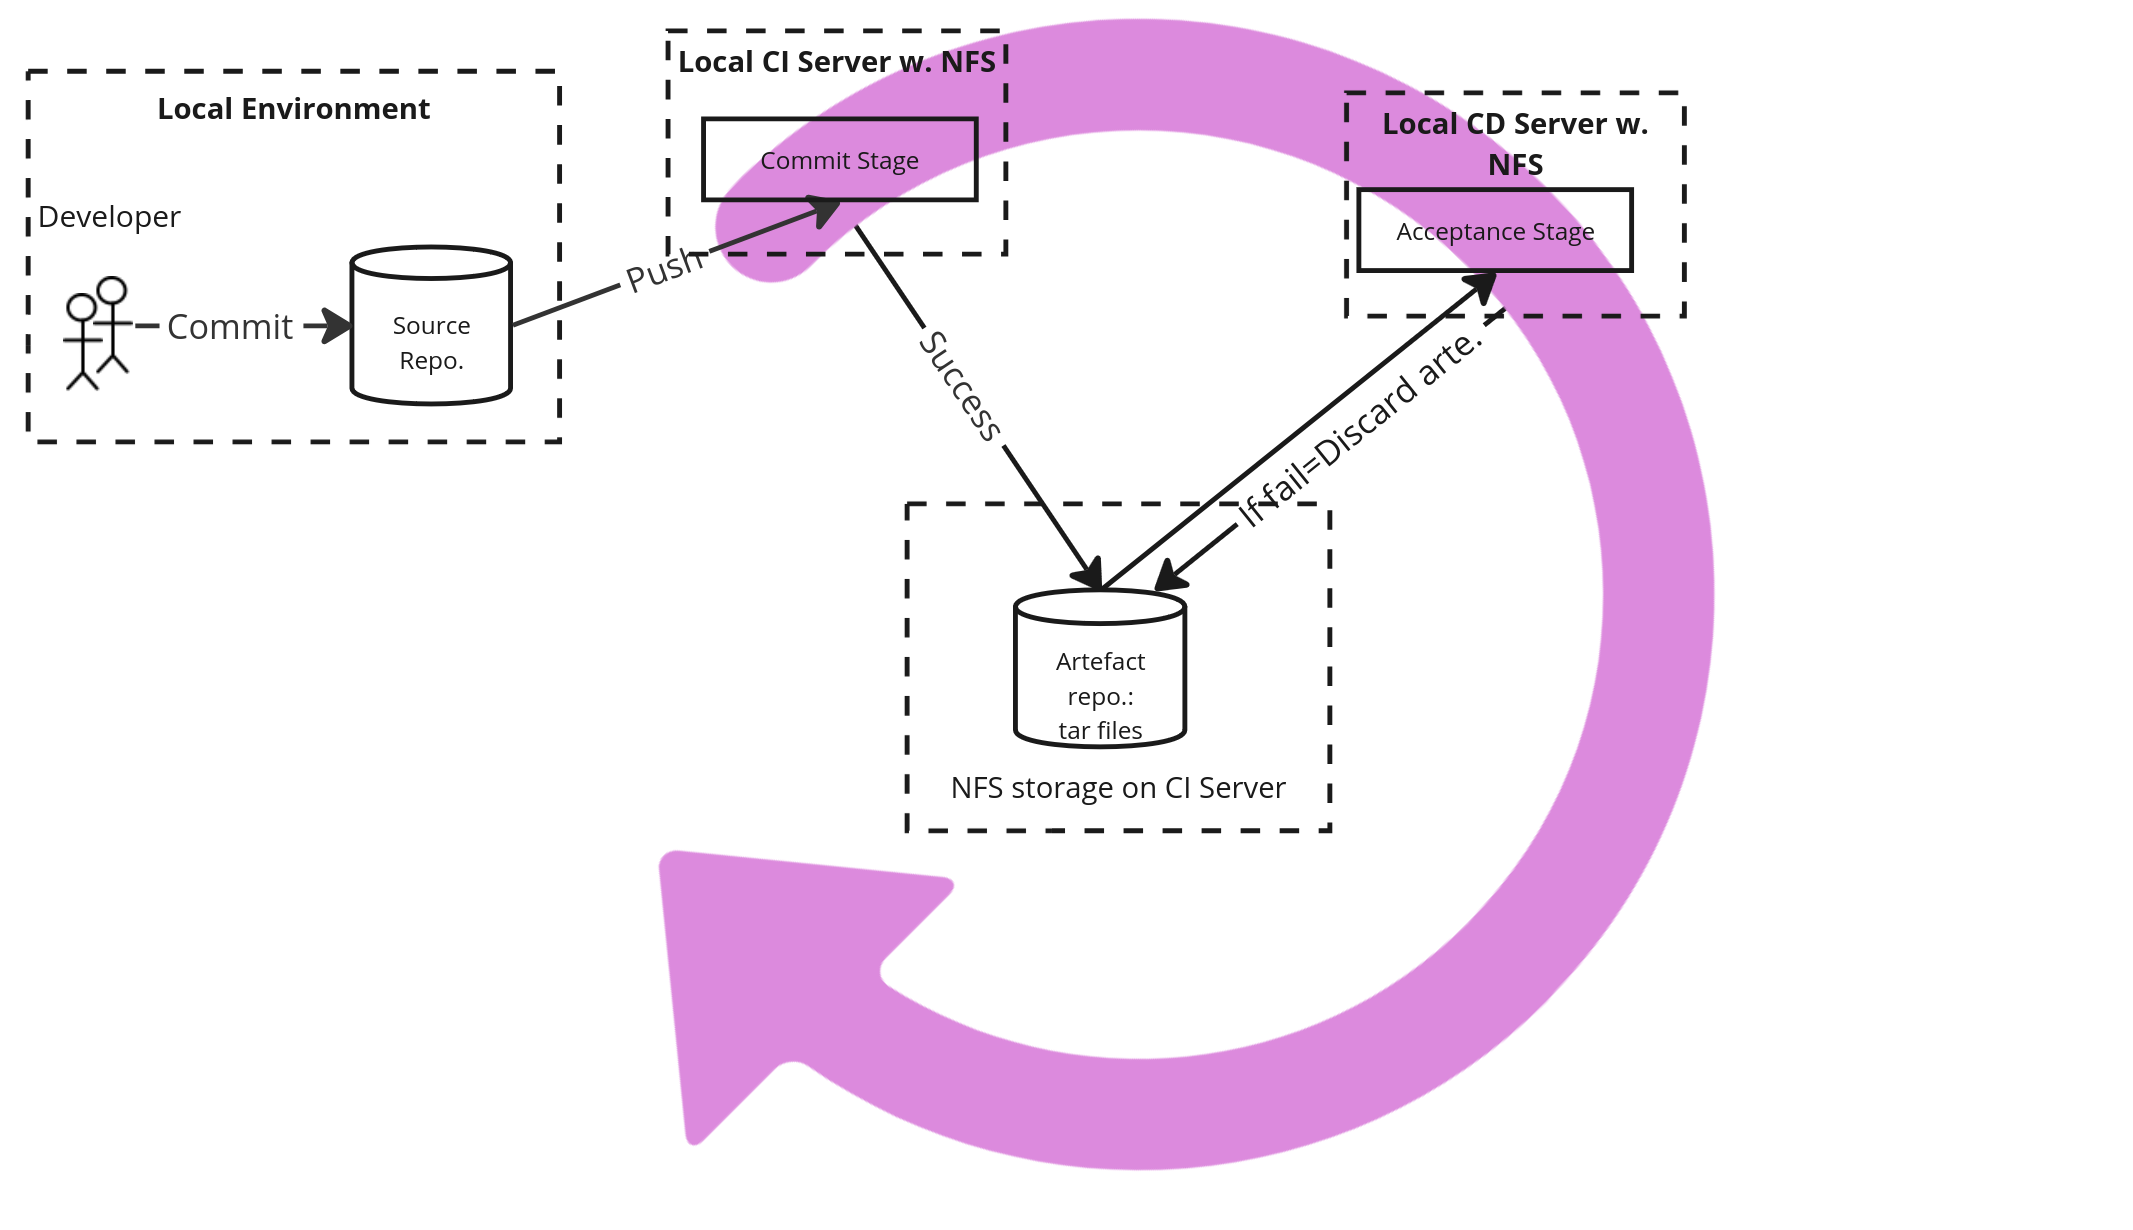 Local Environment
Developer
Commit
Source
Repo.
Push
Local CI Server w. NFS
Commit Stage
Success
Local CD Server w.
NFS
Acceptance Stage
If fail=Discard arte.
Artefact
repo.:
tar files
NFS storage on CI Server